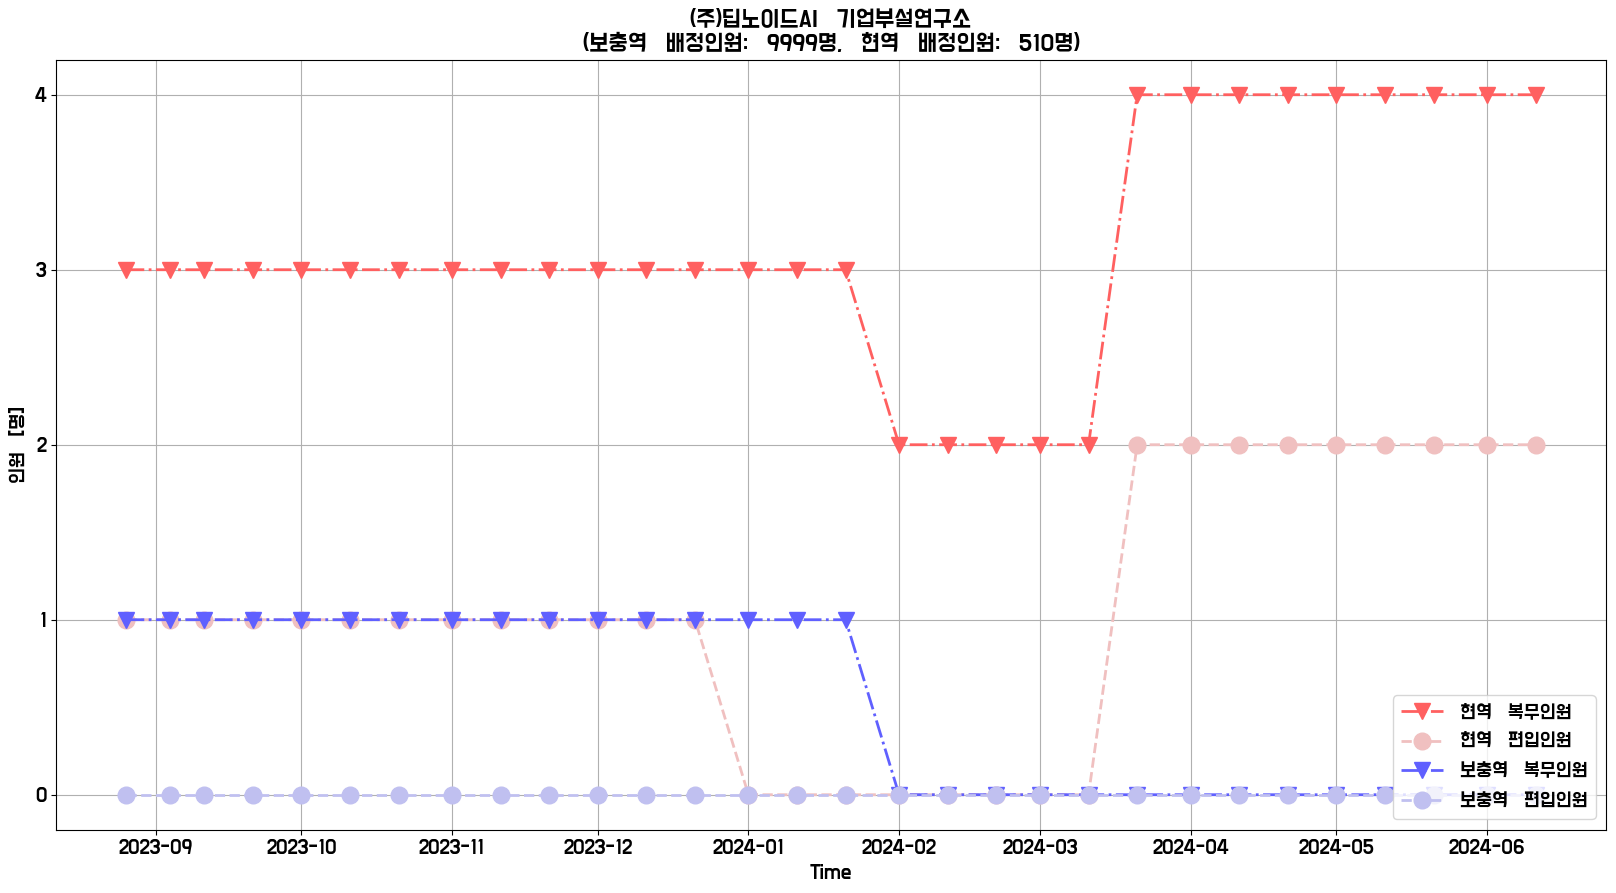 (주)딥노이드AI 기업부설연구소
(보충역 배정인원: 9999명, 현역 배정인원: 510명)
4
3
2
1
0
인원 [명]
2023-09 2023-10 2023-11 2023-12 2024-01 2024-02 2024-03 2024-04 2024-05 2024-06
Time
현역 복무인원
현역 편입인원
보충역 복무인원
보충역 편입인원